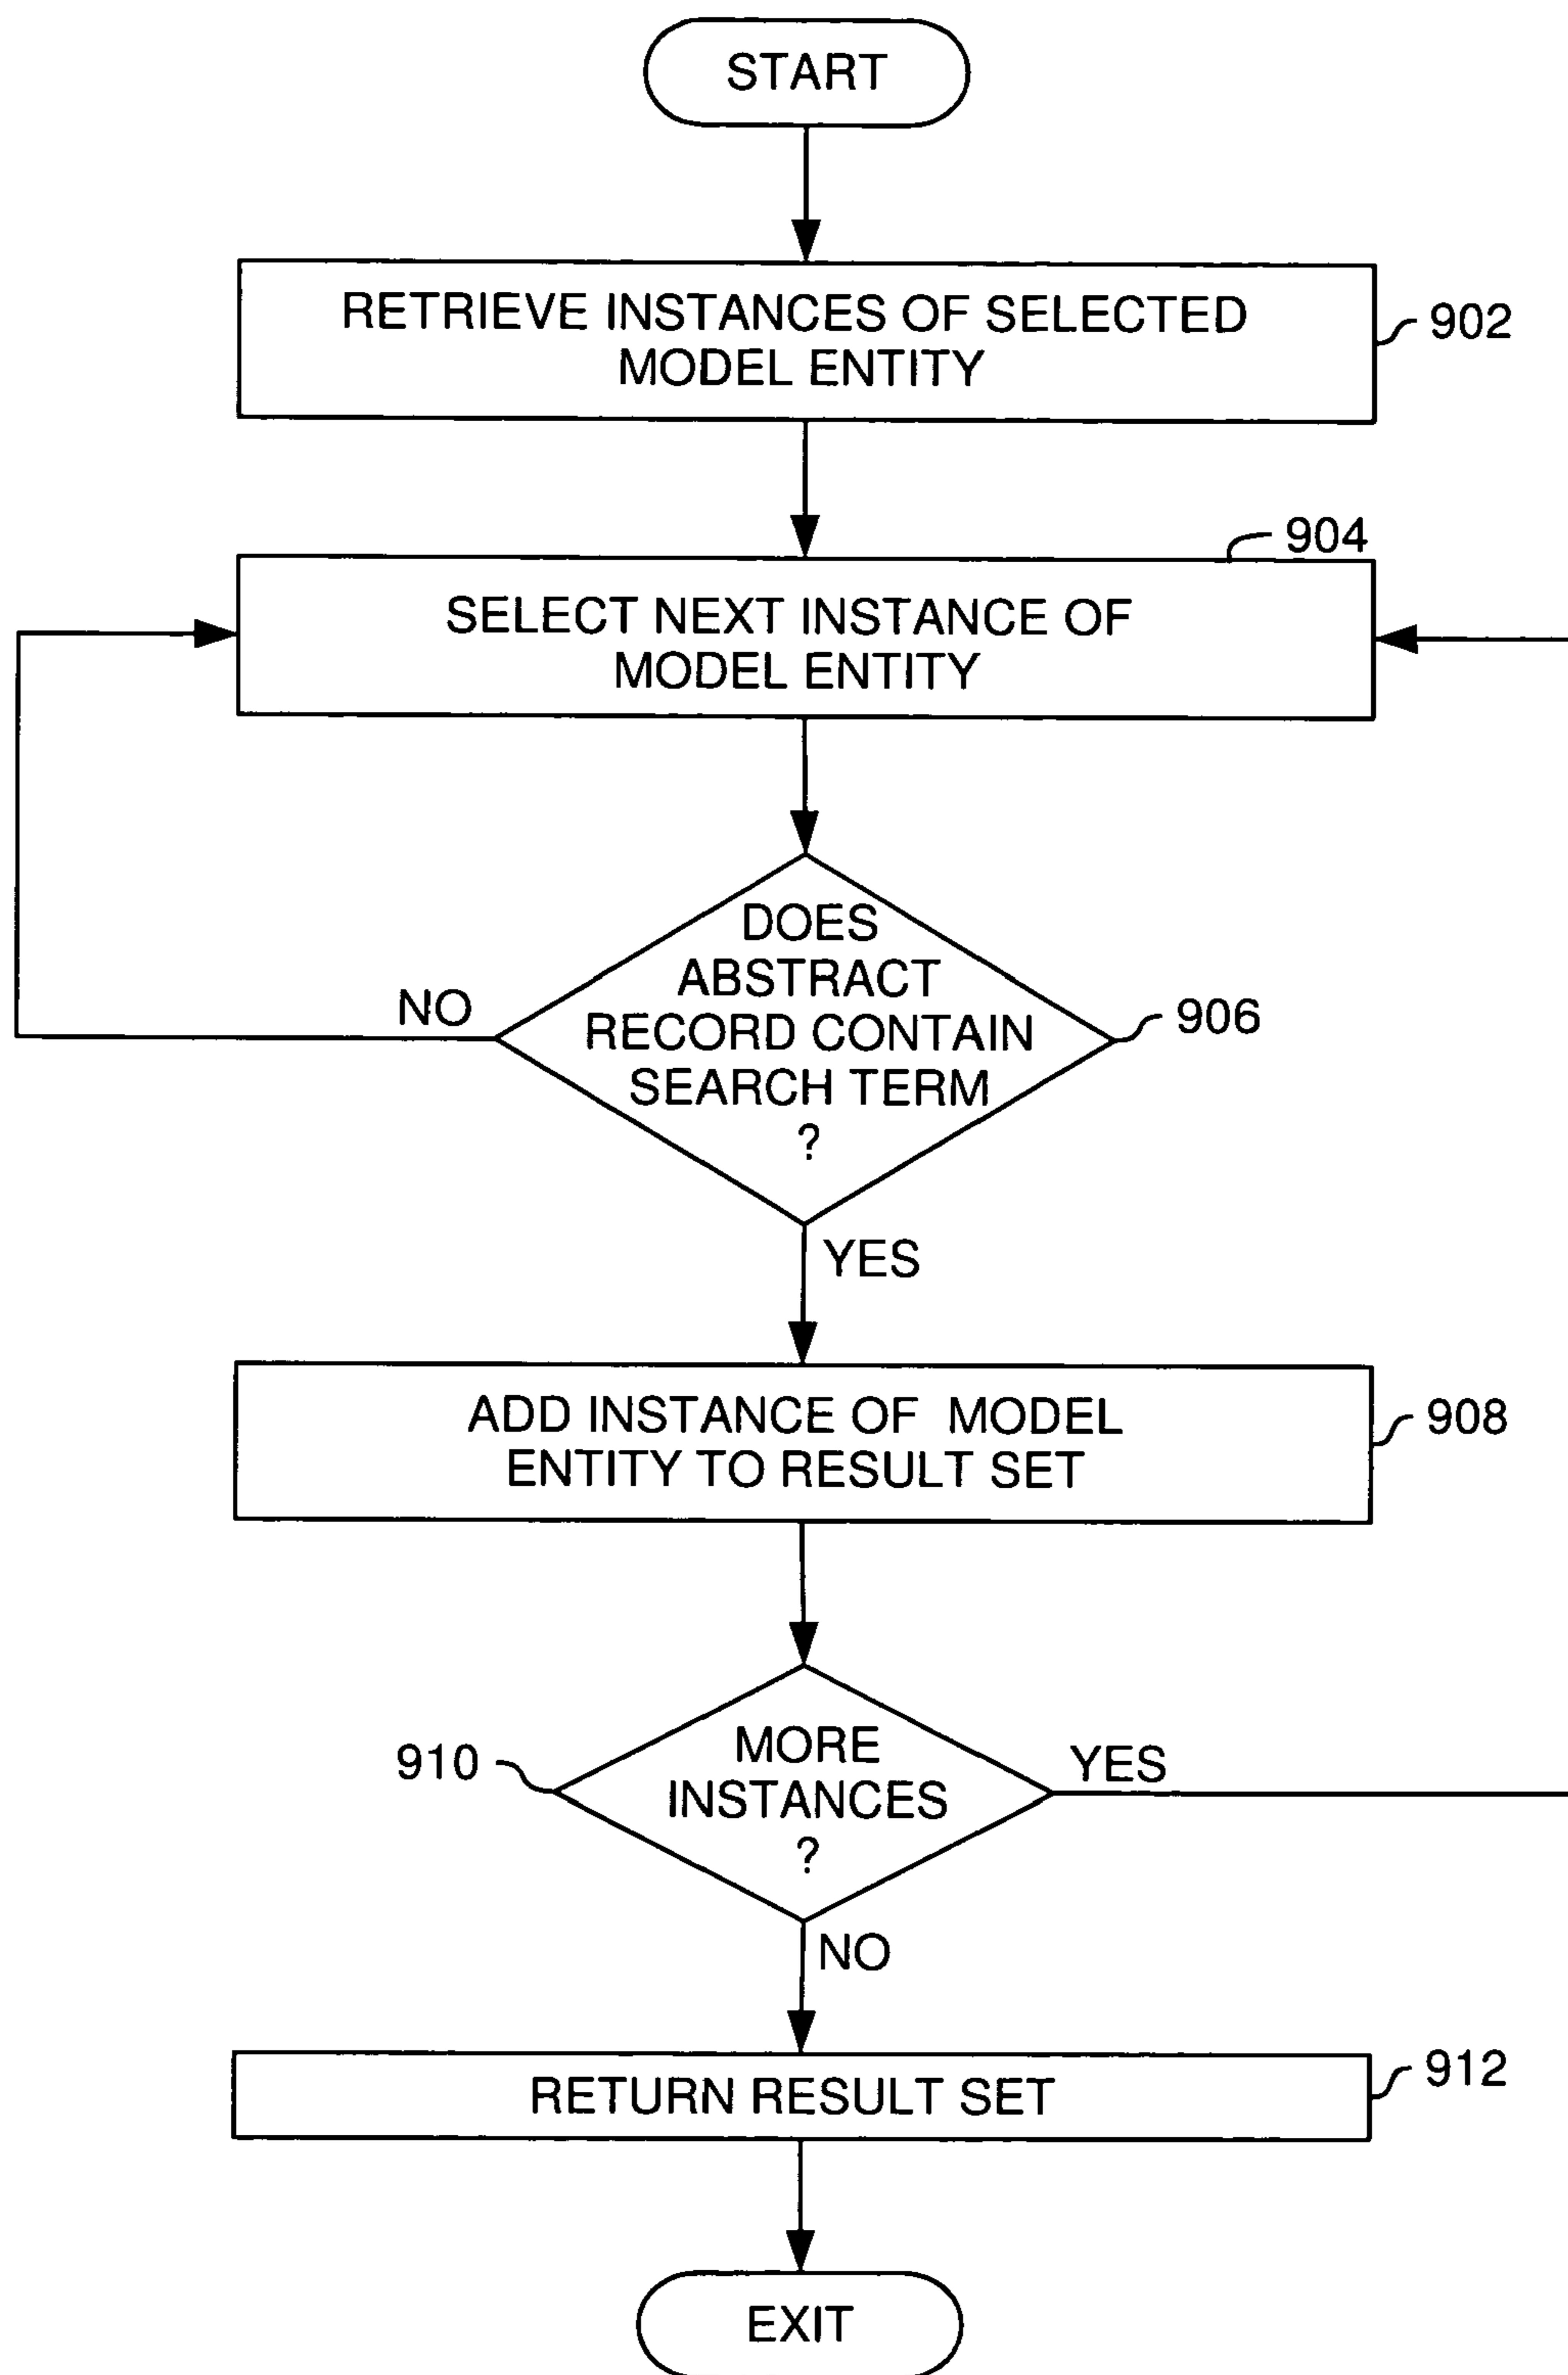 START
RETRIEVE INSTANCES OF SELECTED
MODEL ENTITY
902
904
SELECT NEXT INSTANCE OF
MODEL ENTITY
DOES
ABSTRACT
RECORD CONTAIN
SEARCH TERM
?
NO
906
YES
ADD INSTANCE OF MODEL
ENTITY TO RESULT SET
908
910
MORE
INSTANCES
?
YES
NO
RETURN RESULT SET
912
EXIT